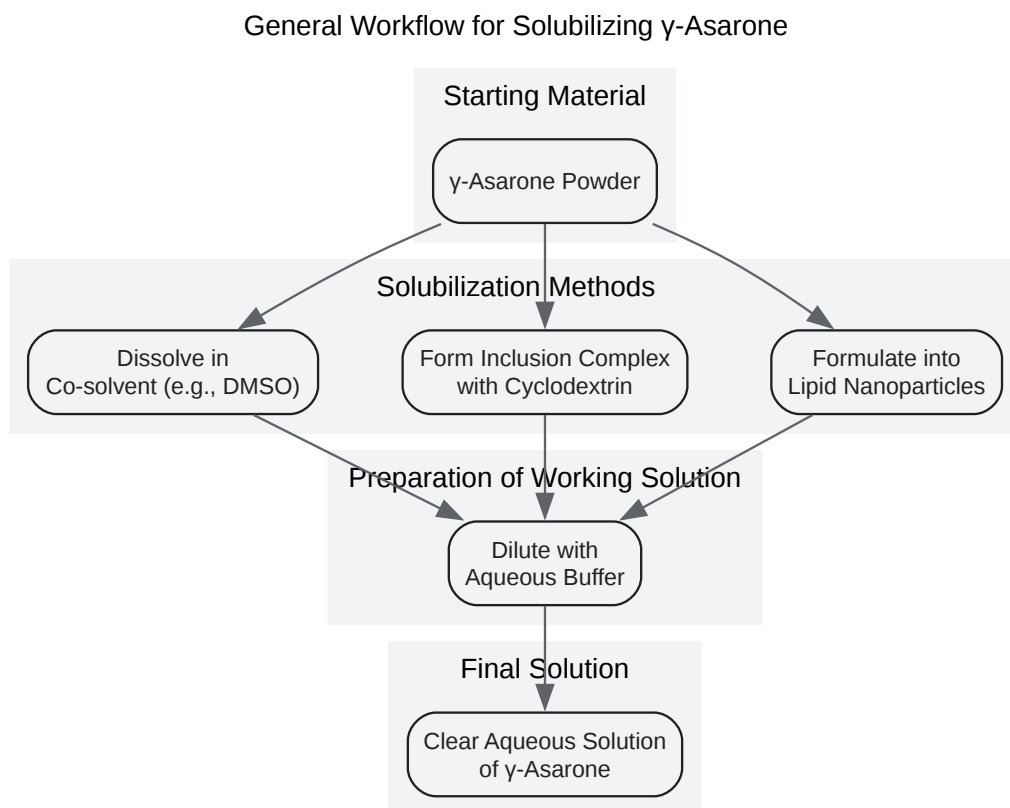 General Workflow for Solubilizing γ-Asarone
Starting Material
γ-Asarone Powder
Solubilization Methods
Dissolve in
Co-solvent (e.g., DMSO)
Form Inclusion Complex
with Cyclodextrin
Formulate into
Lipid Nanoparticles
Preparation of Working Solution
Dilute with
Aqueous Buffer
Final Solution
Clear Aqueous Solution
of γ-Asarone